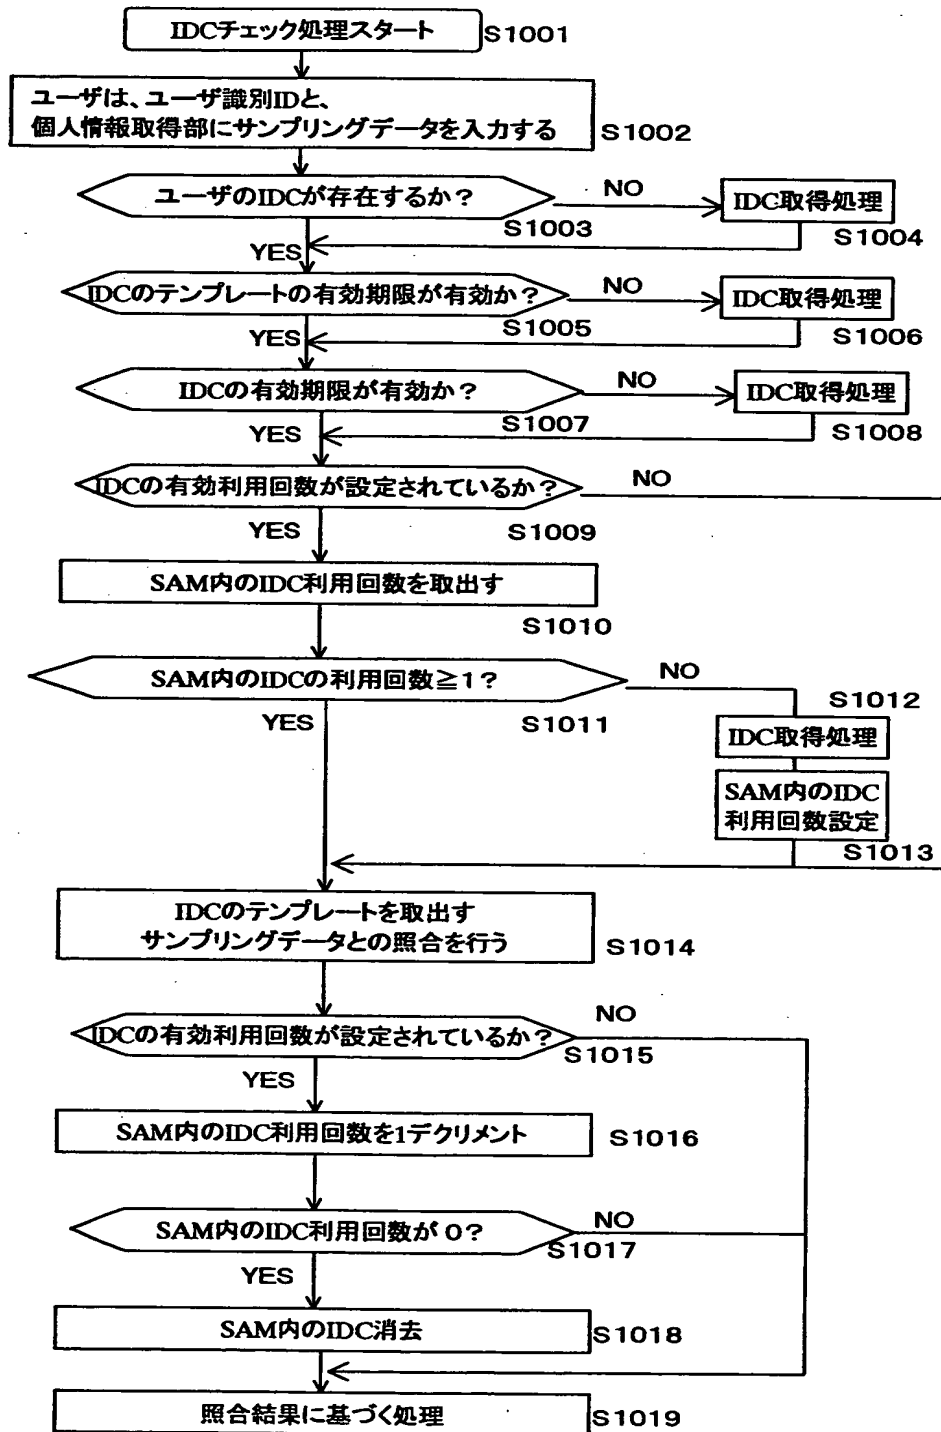 IDCチェック処理スタート
S1001
ユーザは、ユーザ識別IDと、
個人情報取得部にサンプリングデータを入力する
S1002
ユーザのIDCが存在するか?
NO
IDC取得処理
S1003
S1004
YES
IDCのテンプレートの有効期限が有効か?
NO
IDC取得処理
S1005
S1006
YES
IDCの有効期限が有効か?
NO
IDC取得処理
S1007
S1008
YES
IDCの有効利用回数が設定されているか?
NO
YES
S1009
SAM内のIDC利用回数を取出す
S1010
SAM内のIDCの利用回数≧1?
NO
S1012
YES
S1011
IDC取得処理
SAM内のIDC
利用回数設定
S1013
IDCのテンプレートを取出す
サンプリングデータとの照合を行う
S1014
IDCの有効利用回数が設定されているか?
NO
S1015
YES
SAM内のIDC利用回数を1デクリメント
S1016
SAM内のIDC利用回数が 0?
NO
S1017
YES
SAM内のIDC消去
S1018
照合結果に基づく処理
S1019